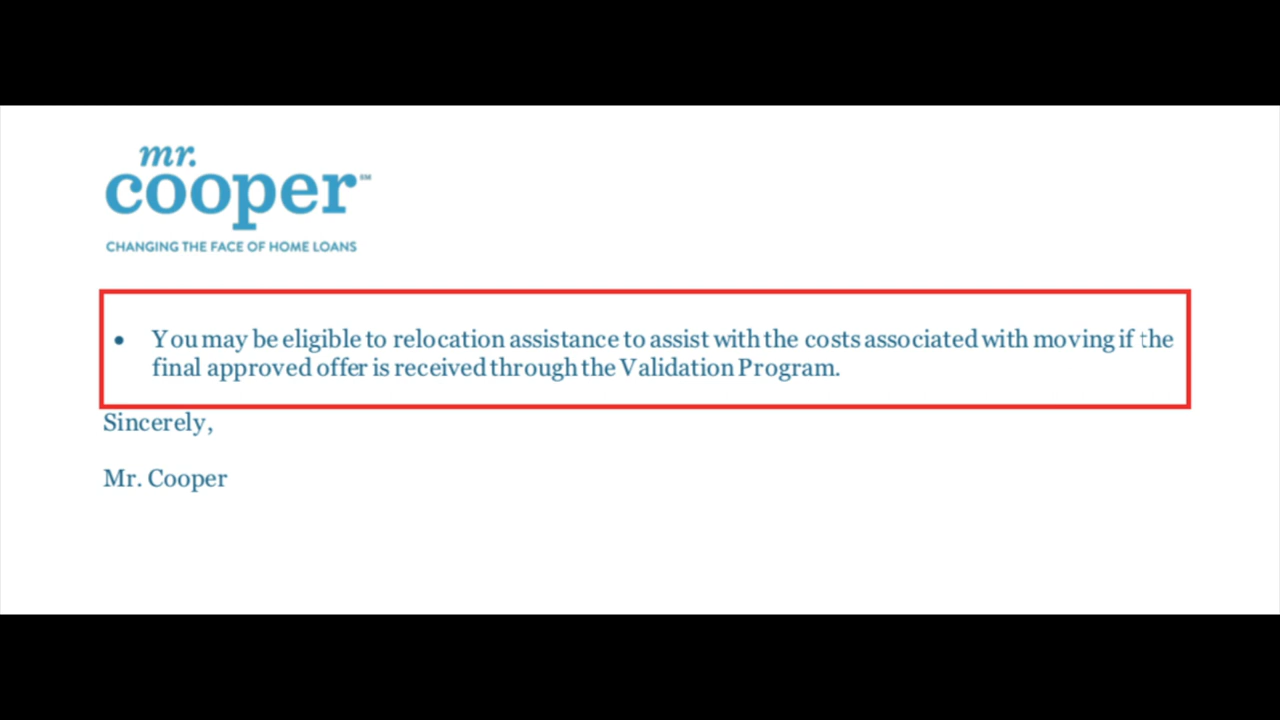 mr.
cooper℠
CHANGING THE FACE OF HOME LOANS
• You may be eligible to relocation assistance to assist with the costs associated with moving if the
final approved offer is received through the Validation Program.
Sincerely,
Mr. Cooper